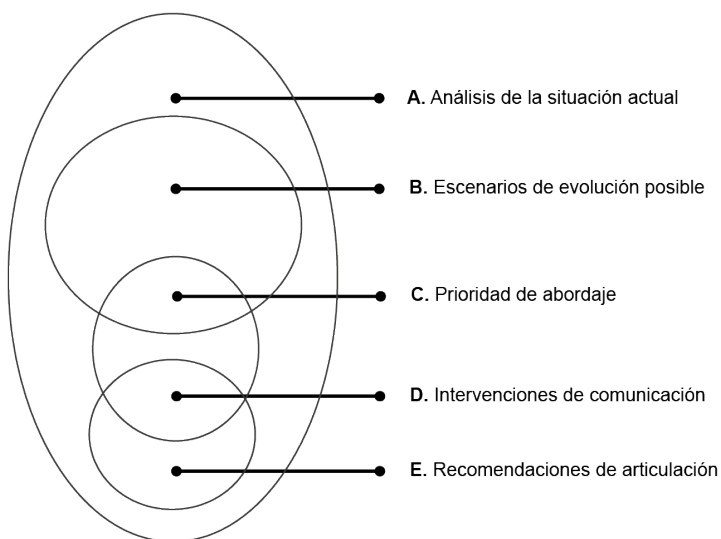 A. Análisis de la situación actual
B. Escenarios de evolución posible
C. Prioridad de abordaje
D. Intervenciones de comunicación
E. Recomendaciones de articulación